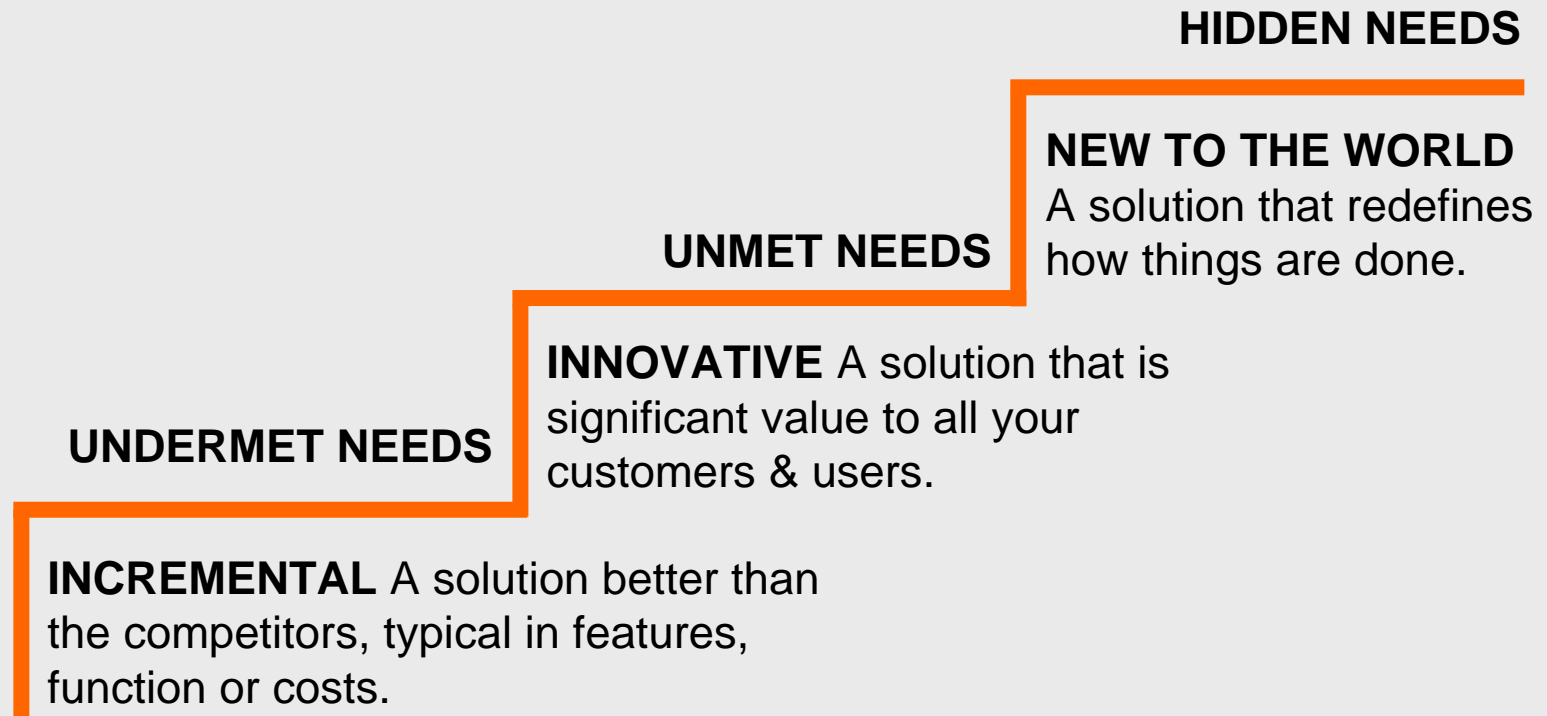 HIDDEN NEEDS
NEW TO THE WORLD
A solution that redefines
how things are done.
UNMET NEEDS
INNOVATIVE A solution that is
significant value to all your
customers & users.
UNDERMET NEEDS
INCREMENTAL A solution better than
the competitors, typical in features,
function or costs.